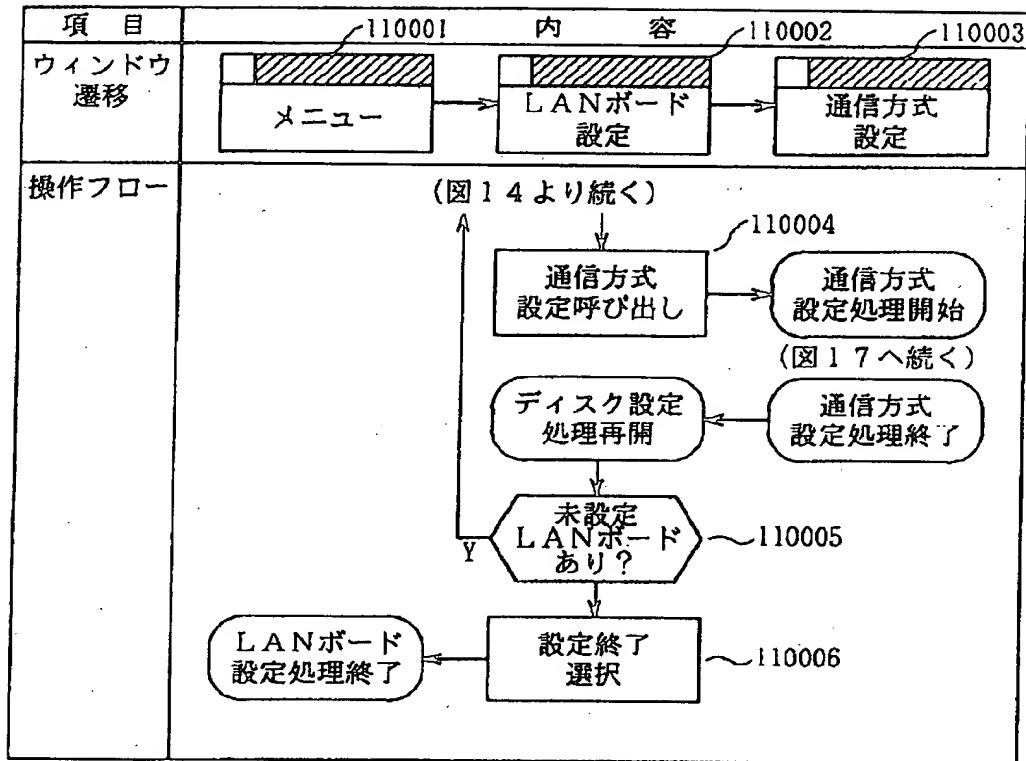 項 目
内 容
110001
110002
110003
ウィンドウ
遷移
メニュー
LANボード
設定
通信方式
設定
操作フロー
(図14より続く)
110004
通信方式
設定呼び出し
通信方式
設定処理開始
(図17へ続く)
ディスク設定
処理再開
通信方式
設定処理終了
未設定
LANボード
あり?
Y
110005
LANボード
設定処理終了
設定終了
選択
110006